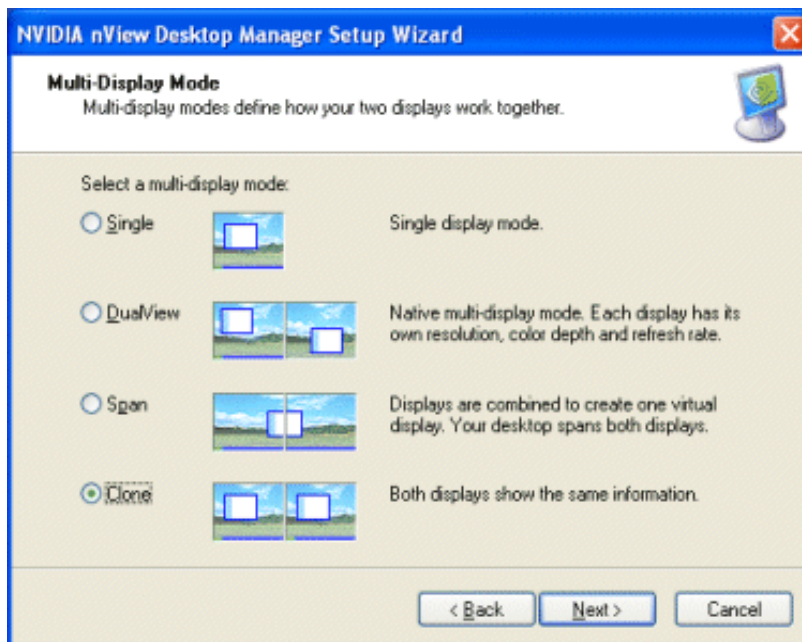 NVIDIA nView Desktop Manager Setup Wizard
Multi-Display Mode
Multi-display modes define how your two displays work together.
Select a multi-display mode:
Single
Single display mode.
DualView
Native multi-display mode. Each display has its
own resolution, color depth and refresh rate.
Span
Displays are combined to create one virtual
display. Your desktop spans both displays.
Clone
Both displays show the same information.
< Back
Next >
Cancel